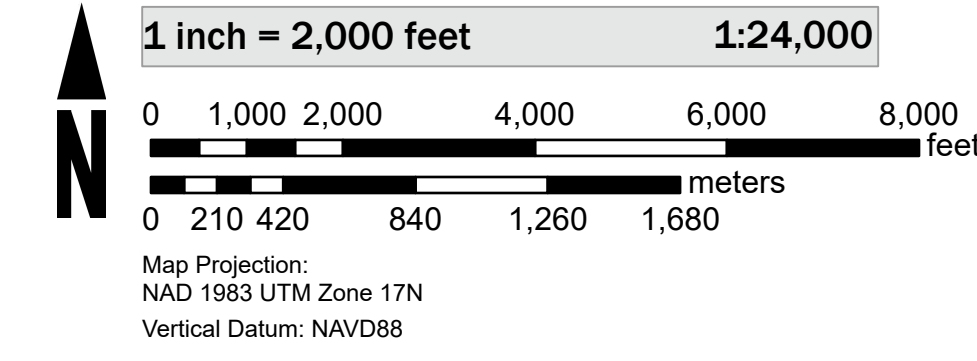 1 inch = 2,000 feet 1:24,000
0 1,000 2,000 4,000 6,000 8,000
feet
N
meters
0 210 420 840 1,260 1,680
Map Projection:
NAD 1983 UTM Zone 17N
Vertical Datum: NAVD88